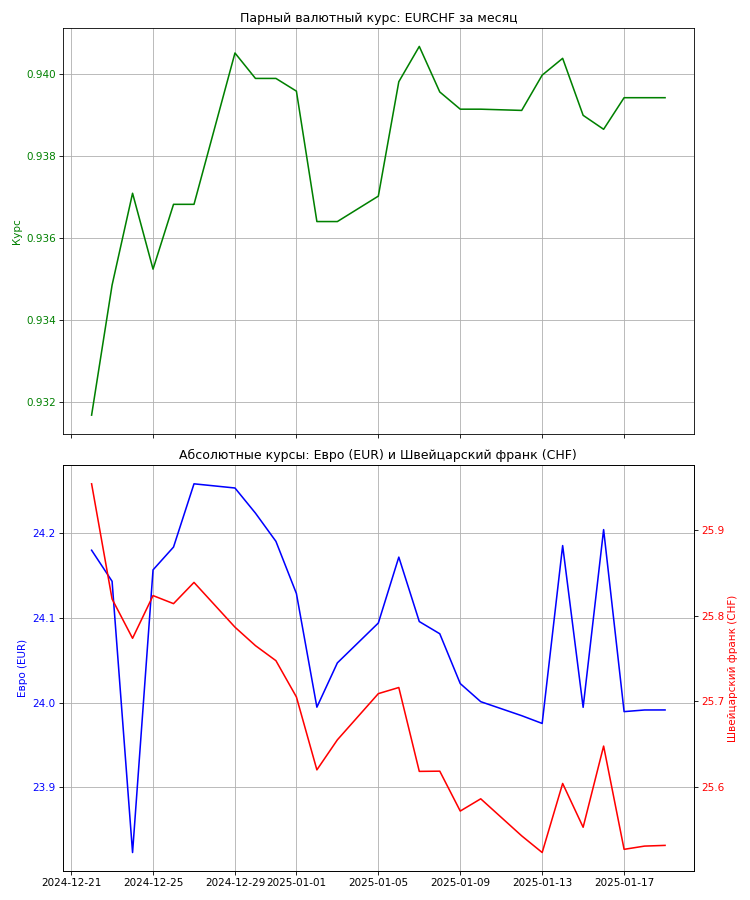 Парный валютный курс: EURCHF за месяц
0.940
0.938
0.936
0.934
0.932
Курс
Абсолютные курсы: Евро (EUR) и Швейцарский франк (CHF)
24.2
24.1
24.0
23.9
Евро (EUR)
25.9
25.8
25.7
25.6
Швейцарский франк (CHF)
2024-12-21 2024-12-25 2024-12-29 2025-01-01 2025-01-05 2025-01-09 2025-01-13 2025-01-17